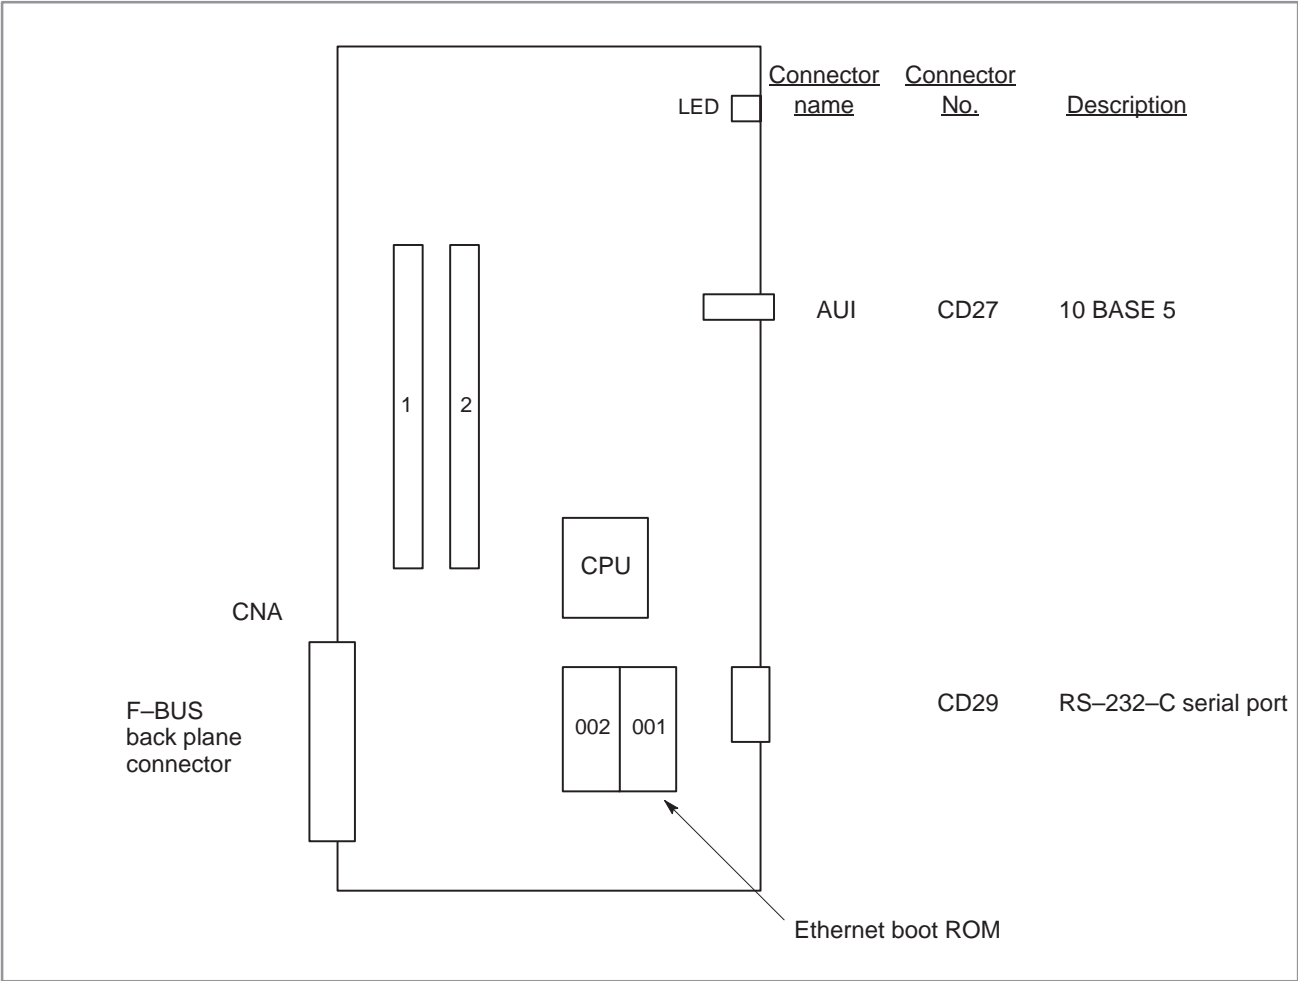 Connector Connector
LED name No. Description
AUI CD27 10 BASE 5
1 2
CPU
CNA
CD29 RS–232–C serial port
F–BUS
back plane
connector
002 001
Ethernet boot ROM